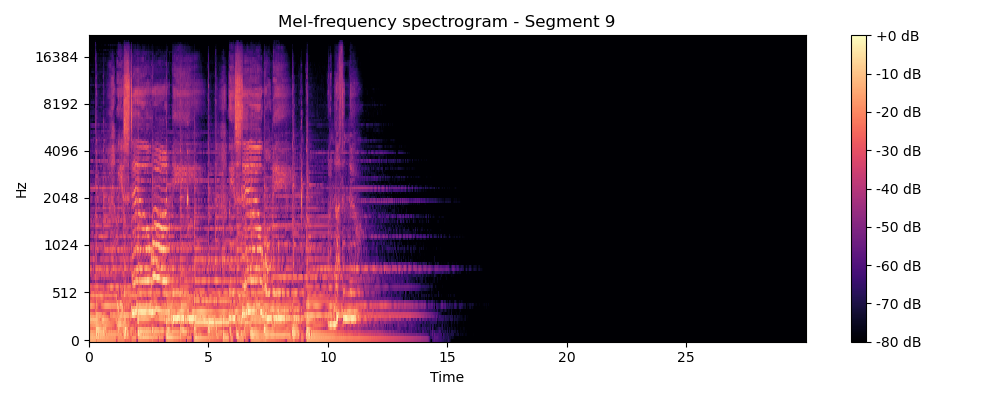 Mel-frequency spectrogram - Segment 9
Hz
16384
8192
4096
2048
1024
512
0
0 5 10 15 20 25
Time
+0 dB
-10 dB
-20 dB
-30 dB
-40 dB
-50 dB
-60 dB
-70 dB
-80 dB